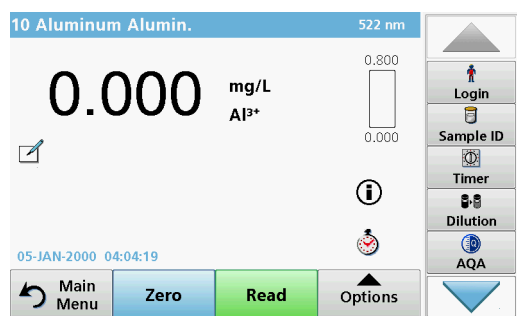 10 Aluminum Alumin.
522 nm
0.000
mg/L
Al³⁺
0.800
0.000
05-JAN-2000 04:04:19
Main
Menu
Zero
Read
Options
Login
Sample ID
Timer
Dilution
AQA